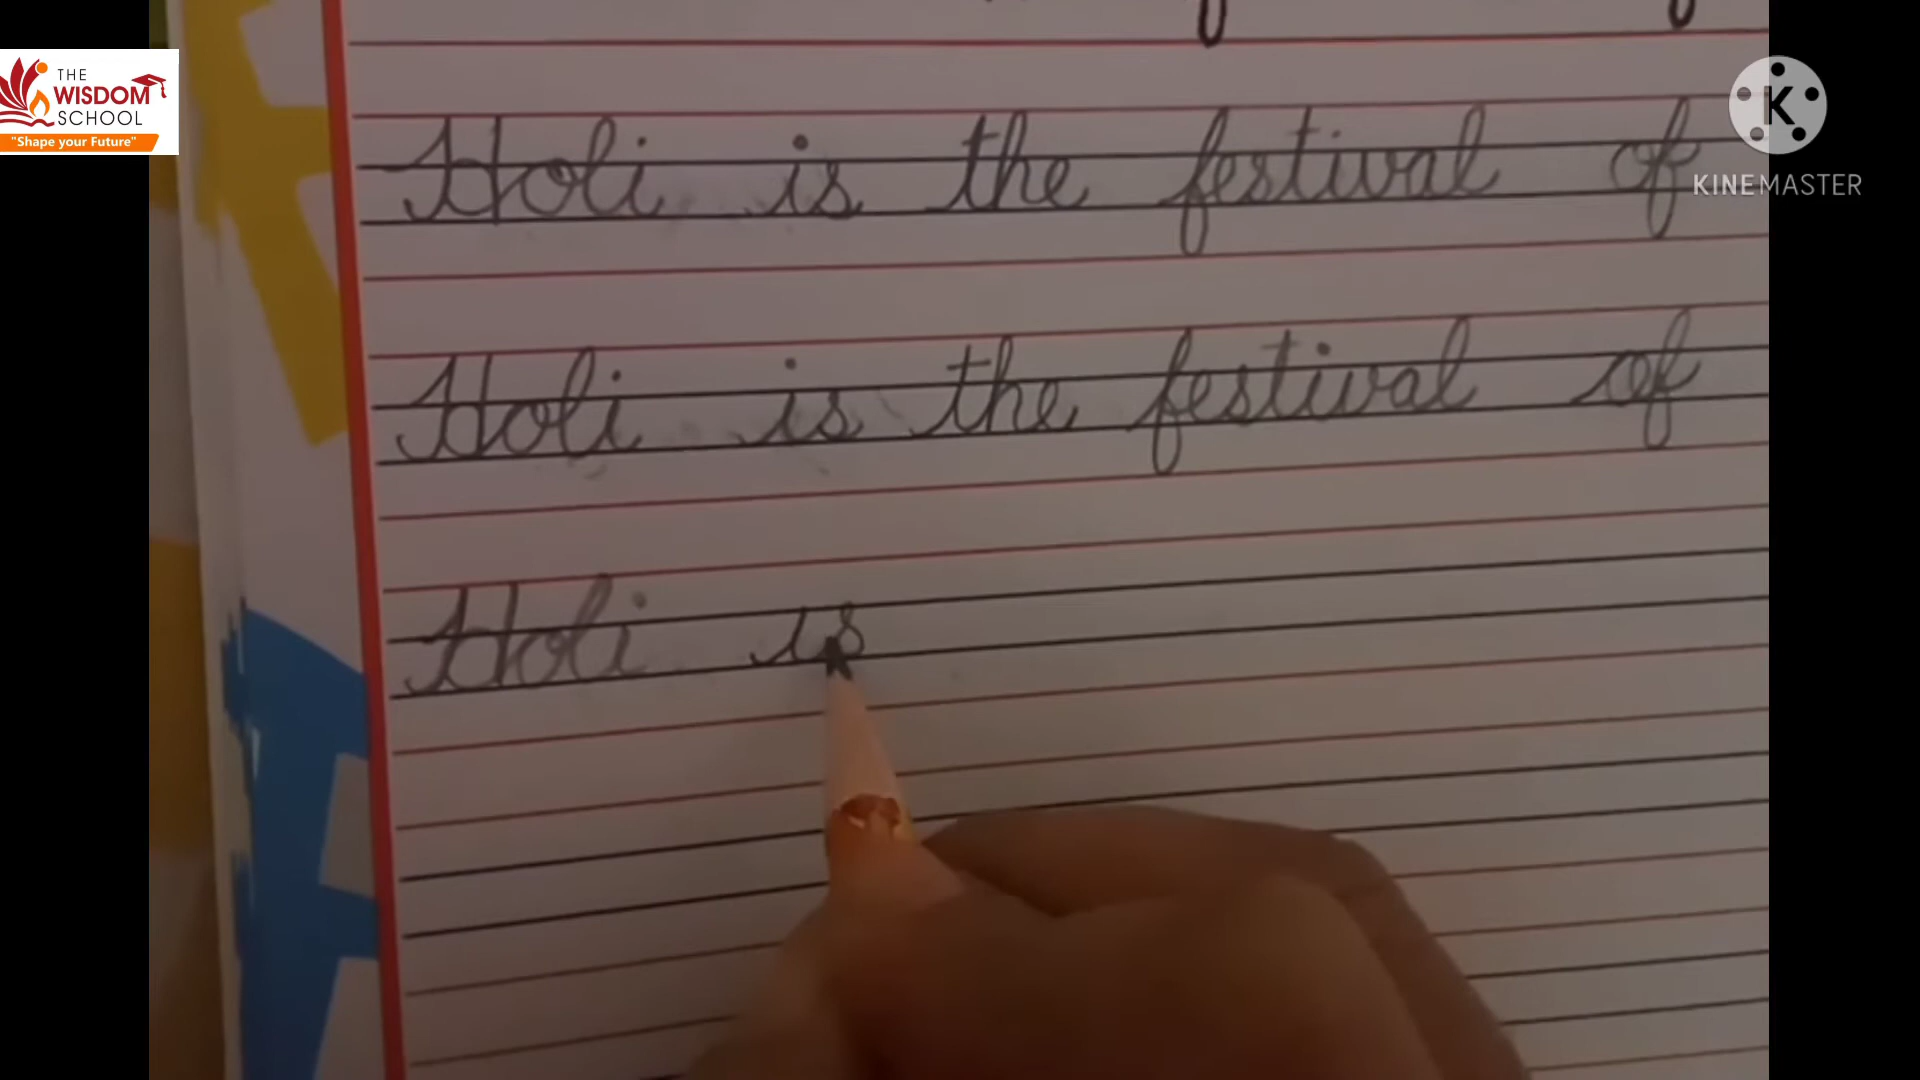 THE
WISDOM
SCHOOL
"Shape your Future"
KINEMASTER
Holi is the festival of
Holi is the festival of
Holi is